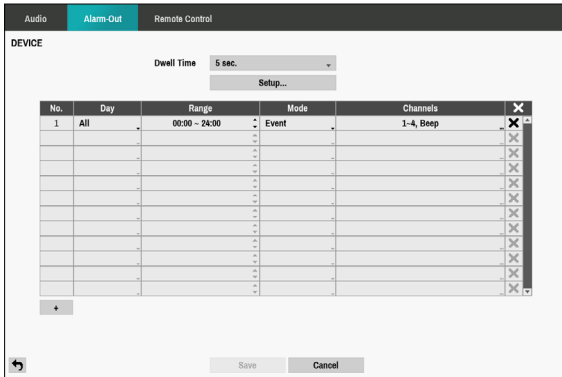 Audio Alarm-Out Remote Control
DEVICE
Dwell Time 5 sec.
Setup...
No. Day Range Mode Channels
1 All 00:00 ~ 24:00 Event 1~4, Beep
+
Save Cancel